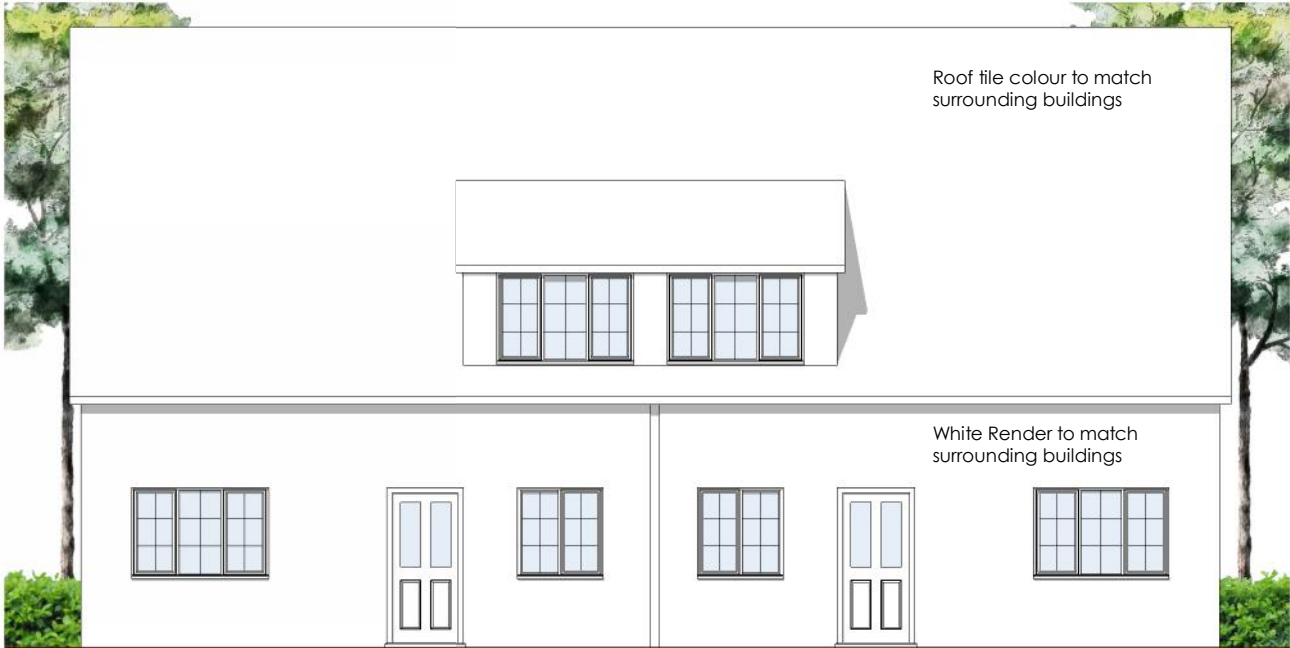 Roof tile colour to match
surrounding buildings
White Render to match
surrounding buildings